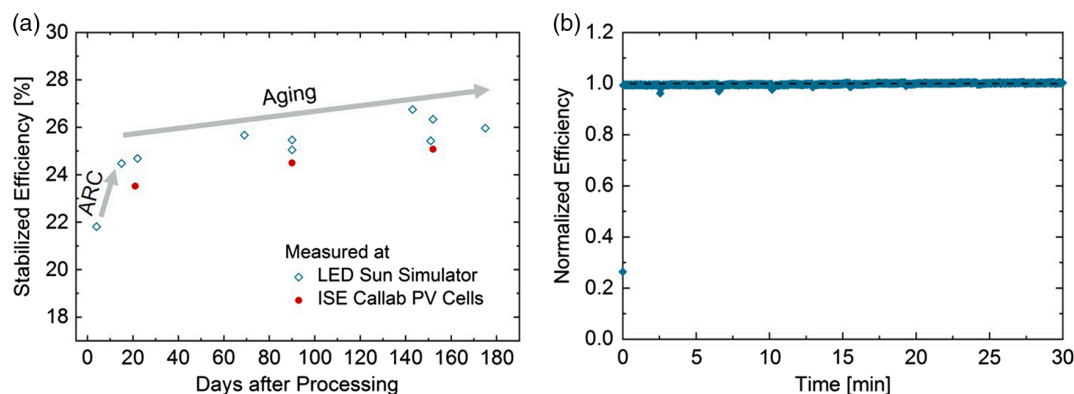 (a)
Stabilized Efficiency [%]
30
28
26
24
22
20
18
Aging
ARC
Measured at
LED Sun Simulator
ISE Callab PV Cells
0 20 40 60 80 100 120 140 160 180
Days after Processing
(b)
Normalized Efficiency
1.2
1.0
0.8
0.6
0.4
0.2
0.0
0 5 10 15 20 25 30
Time [min]